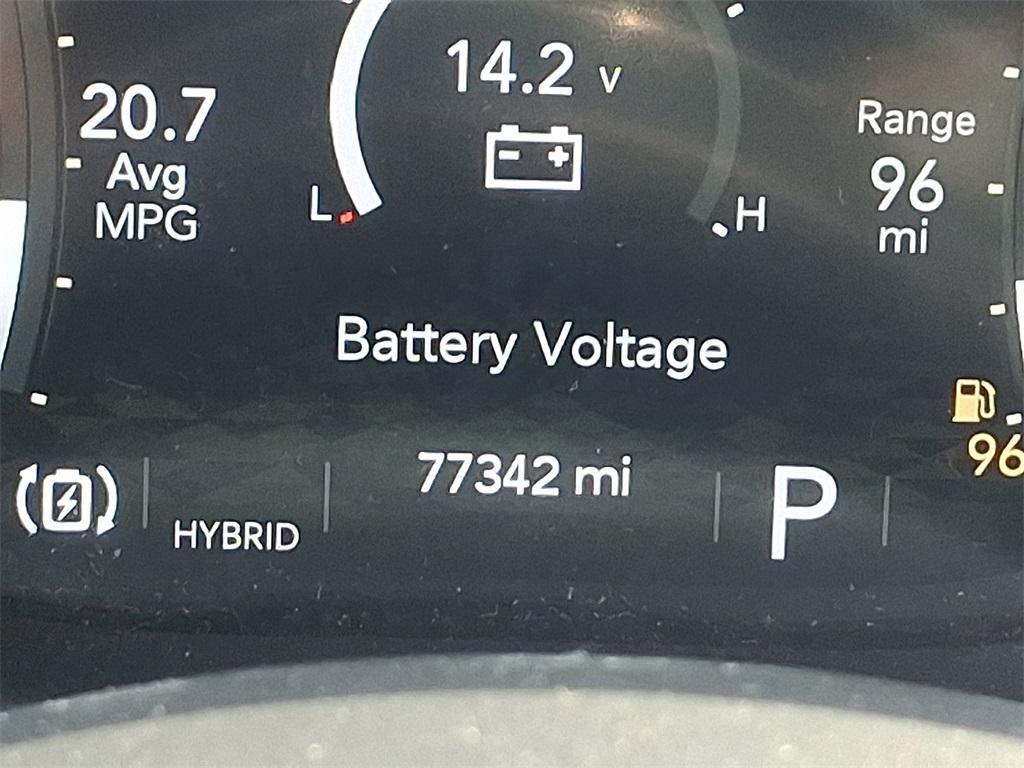 14.2 v
20.7
Avg
MPG
L
H
Range
96
mi
Battery Voltage
96
77342 mi
P
HYBRID